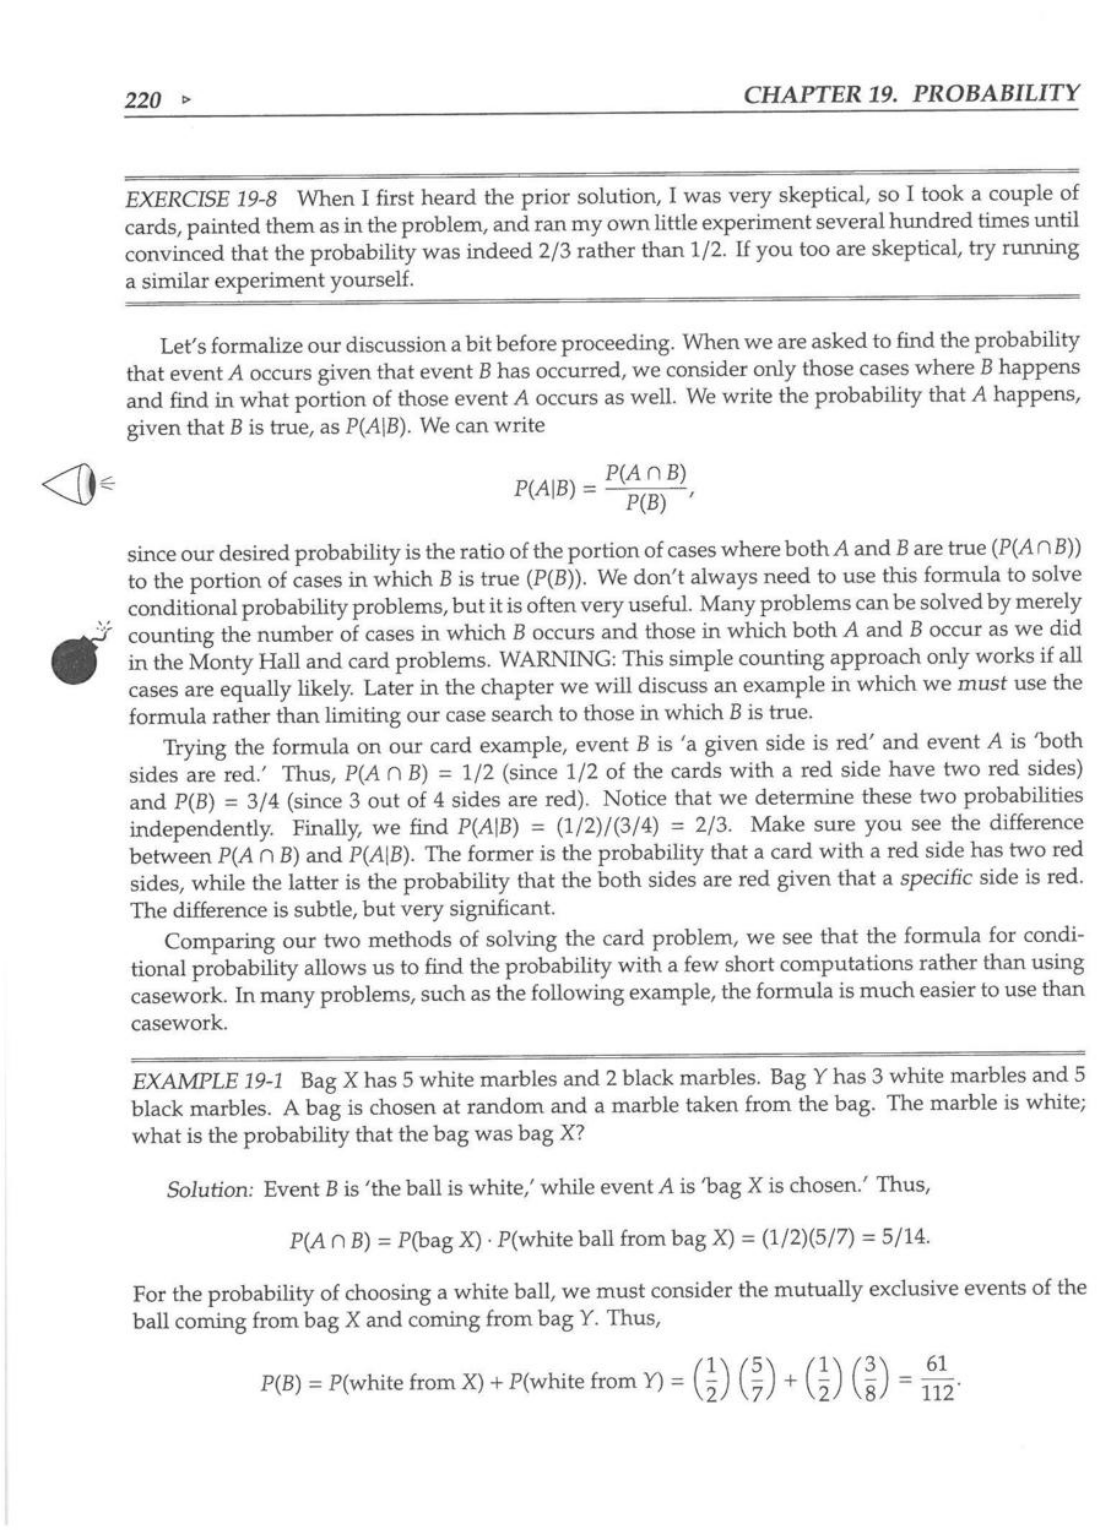 220 ▹ CHAPTER 19. PROBABILITY
EXERCISE 19-8 When I first heard the prior solution, I was very skeptical, so I took a couple of
cards, painted them as in the problem, and ran my own little experiment several hundred times until
convinced that the probability was indeed 2/3 rather than 1/2. If you too are skeptical, try running
a similar experiment yourself.
Let's formalize our discussion a bit before proceeding. When we are asked to find the probability
that event A occurs given that event B has occurred, we consider only those cases where B happens
and find in what portion of those event A occurs as well. We write the probability that A happens,
given that B is true, as P(A|B). We can write
P(A|B) = P(A ∩ B) / P(B),
since our desired probability is the ratio of the portion of cases where both A and B are true (P(A∩B))
to the portion of cases in which B is true (P(B)). We don't always need to use this formula to solve
conditional probability problems, but it is often very useful. Many problems can be solved by merely
counting the number of cases in which B occurs and those in which both A and B occur as we did
in the Monty Hall and card problems. WARNING: This simple counting approach only works if all
cases are equally likely. Later in the chapter we will discuss an example in which we must use the
formula rather than limiting our case search to those in which B is true.
Trying the formula on our card example, event B is 'a given side is red' and event A is 'both
sides are red.' Thus, P(A ∩ B) = 1/2 (since 1/2 of the cards with a red side have two red sides)
and P(B) = 3/4 (since 3 out of 4 sides are red). Notice that we determine these two probabilities
independently. Finally, we find P(A|B) = (1/2)/(3/4) = 2/3. Make sure you see the difference
between P(A ∩ B) and P(A|B). The former is the probability that a card with a red side has two red
sides, while the latter is the probability that the both sides are red given that a specific side is red.
The difference is subtle, but very significant.
Comparing our two methods of solving the card problem, we see that the formula for condi-
tional probability allows us to find the probability with a few short computations rather than using
casework. In many problems, such as the following example, the formula is much easier to use than
casework.
EXAMPLE 19-1 Bag X has 5 white marbles and 2 black marbles. Bag Y has 3 white marbles and 5
black marbles. A bag is chosen at random and a marble taken from the bag. The marble is white;
what is the probability that the bag was bag X?
Solution: Event B is 'the ball is white,' while event A is 'bag X is chosen.' Thus,
P(A ∩ B) = P(bag X) · P(white ball from bag X) = (1/2)(5/7) = 5/14.
For the probability of choosing a white ball, we must consider the mutually exclusive events of the
ball coming from bag X and coming from bag Y. Thus,
P(B) = P(white from X) + P(white from Y) = (1/2)(5/7) + (1/2)(3/8) = 61/112.